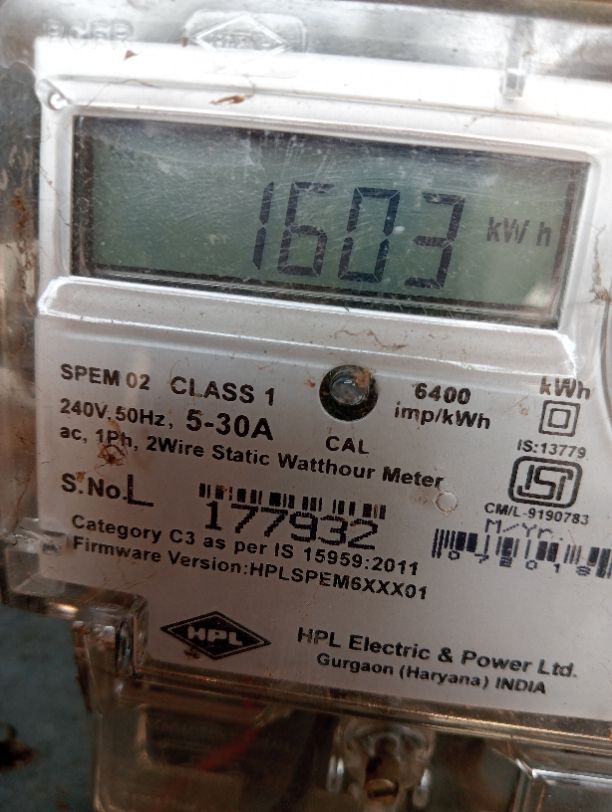 HPL
1603 kWh
SPEM 02 CLASS 1
6400
imp/kWh
kWh
240V, 50Hz, 5-30A
CAL
ac, 1Ph, 2Wire Static Watthour Meter
IS:13779
ISI
CM/L-9190783
S.No.L
177932
M/Yr.
Category C3 as per IS 15959:2011
Firmware Version:HPLSPEM6XXX01
HPL
HPL Electric & Power Ltd.
Gurgaon (Haryana) INDIA